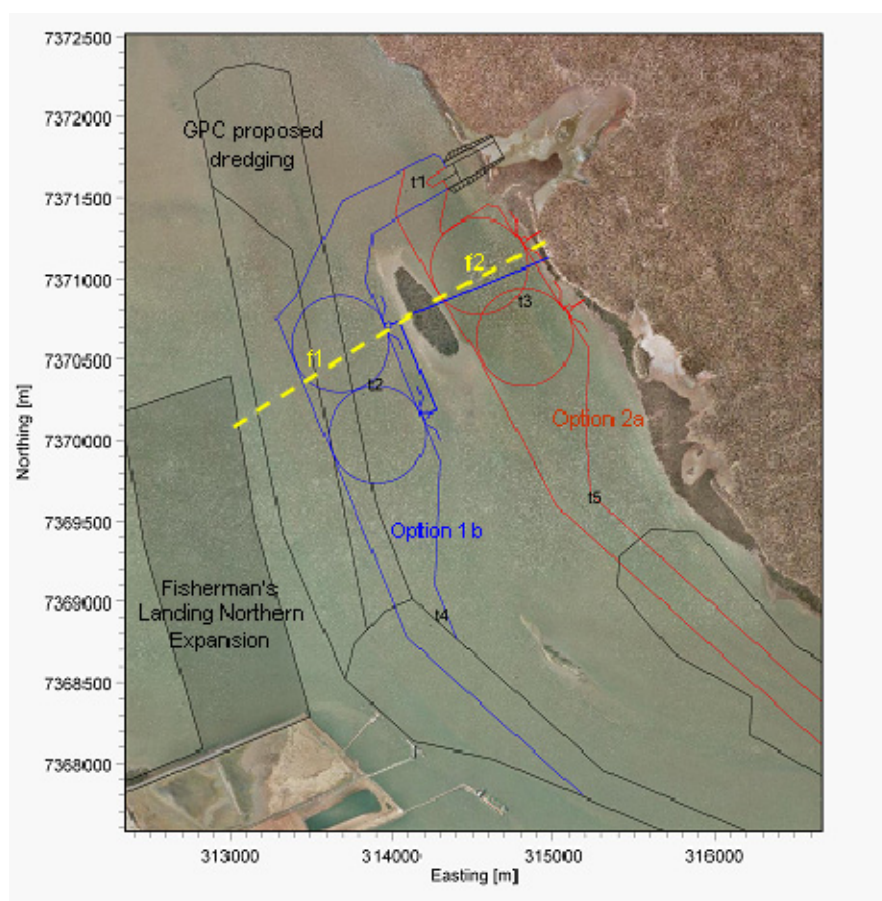 7372500
7372000
7371500
7371000
7370500
7370000
7369500
7369000
7368500
7368000
Northing [m]
GPC proposed
dredging
t1
f2
t3
f1
t2
Option 2a
t5
Option 1b
Fisherman's
Landing Northern
Expansion
t4
313000
314000
315000
316000
Easting [m]